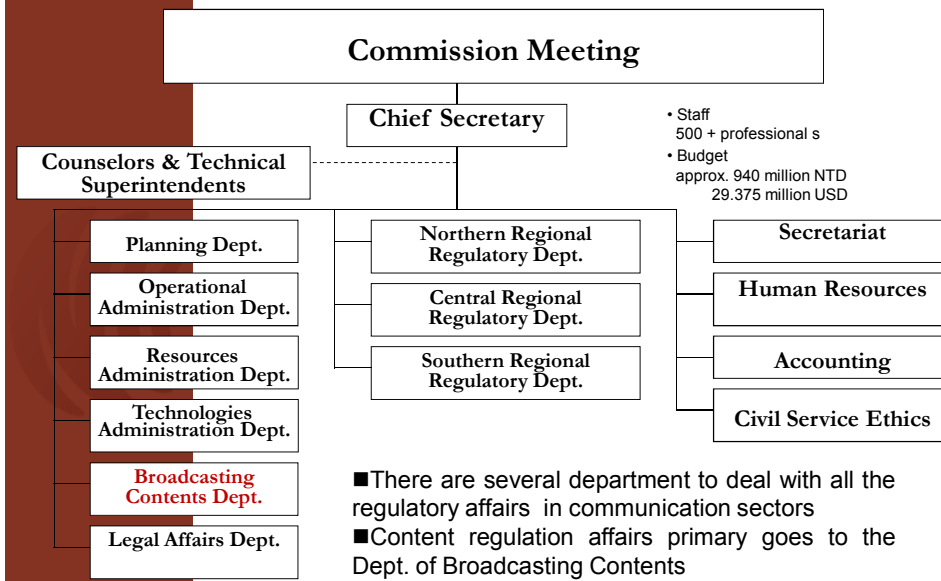 Commission Meeting
Chief Secretary
• Staff
500 + professional s
• Budget
approx. 940 million NTD
29.375 million USD
Counselors & Technical
Superintendents
Planning Dept.
Operational
Administration Dept.
Resources
Administration Dept.
Technologies
Administration Dept.
Broadcasting
Contents Dept.
Legal Affairs Dept.
Northern Regional
Regulatory Dept.
Central Regional
Regulatory Dept.
Southern Regional
Regulatory Dept.
Secretariat
Human Resources
Accounting
Civil Service Ethics
■There are several department to deal with all the
regulatory affairs in communication sectors
■Content regulation affairs primary goes to the
Dept. of Broadcasting Contents